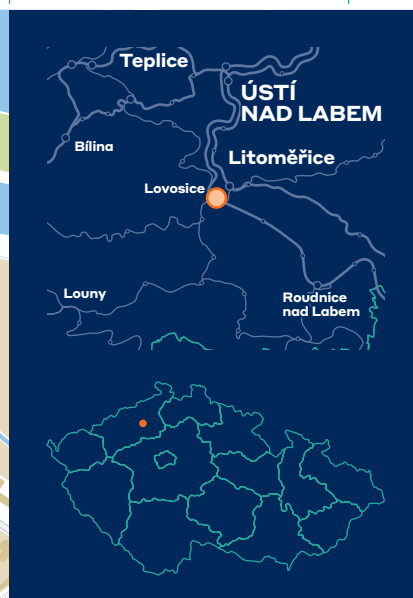 Teplice
ÚSTÍ
NAD LABEM
Bílina
Litoměřice
Lovosice
Louny
Roudnice
nad Labem